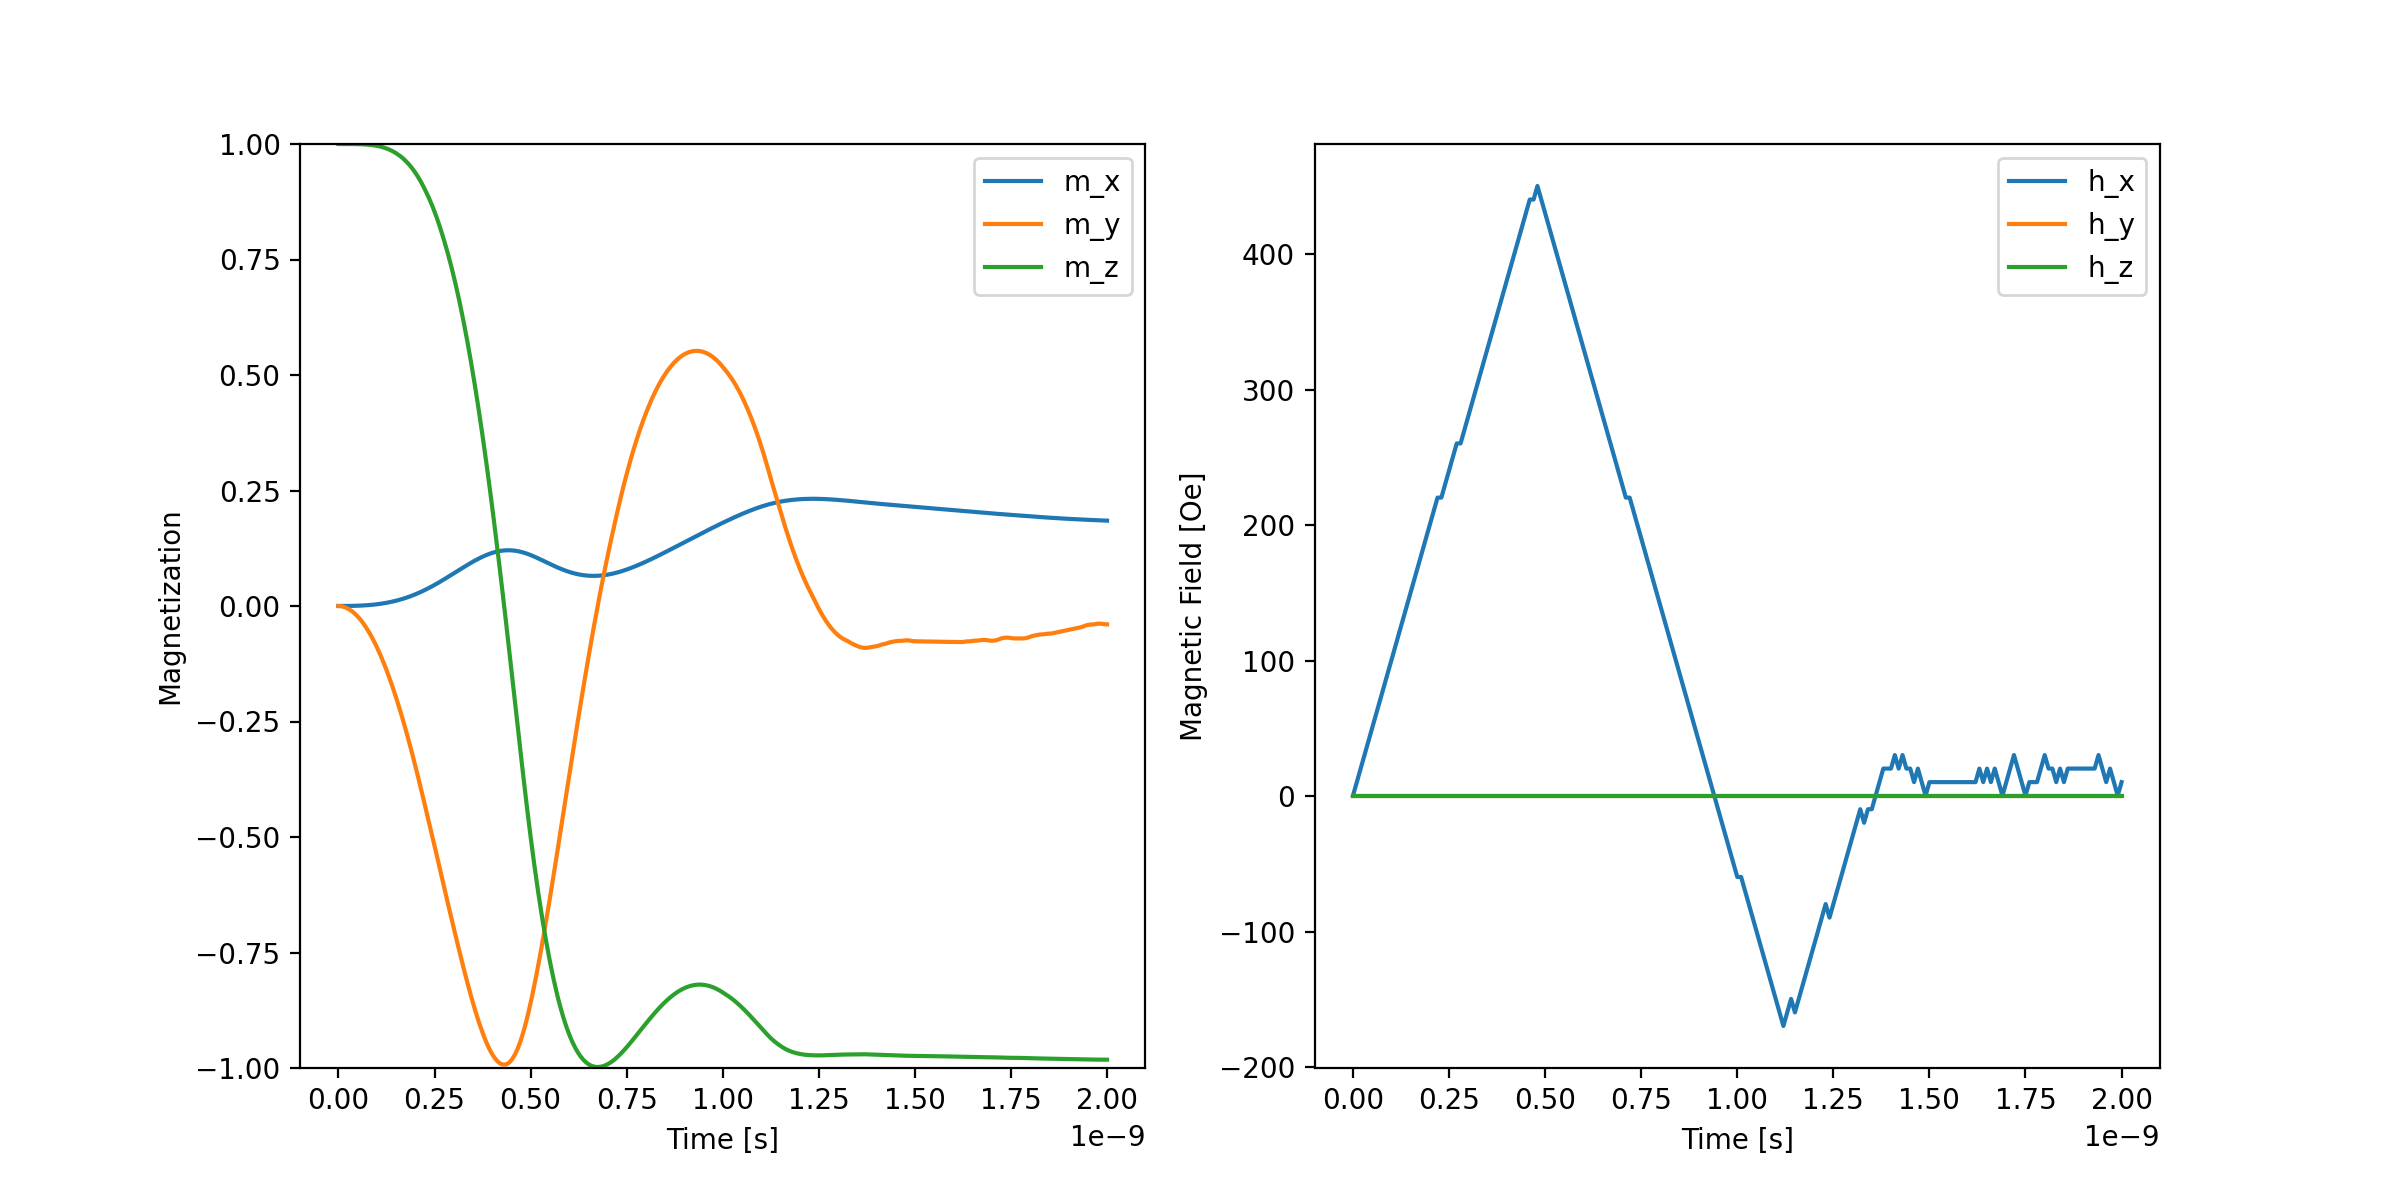 1.00
0.75
0.50
0.25
0.00
−0.25
−0.50
−0.75
−1.00
Magnetization
m_x
m_y
m_z
0.00 0.25 0.50 0.75 1.00 1.25 1.50 1.75 2.00
1e−9
Time [s]
400
300
200
100
0
−100
−200
Magnetic Field [Oe]
h_x
h_y
h_z
0.00 0.25 0.50 0.75 1.00 1.25 1.50 1.75 2.00
1e−9
Time [s]